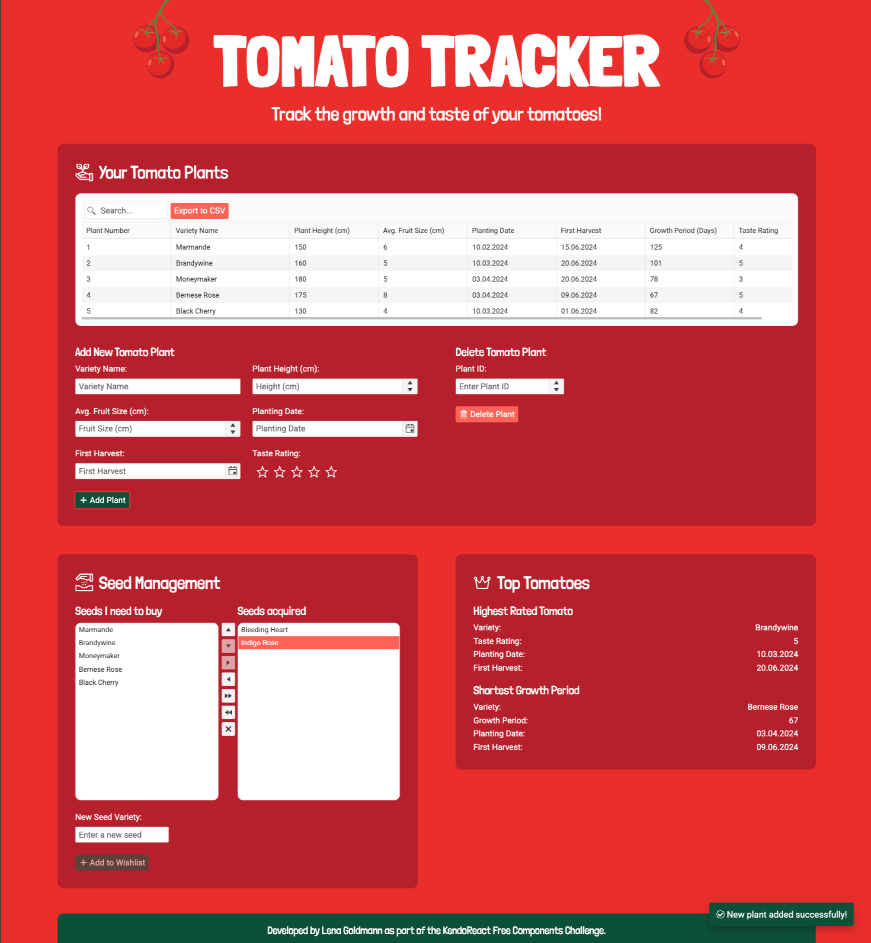 TOMATO TRACKER
Track the growth and taste of your tomatoes!
Your Tomato Plants
Search... Export to CSV
Plant Number Variety Name Plant Height (cm) Avg. Fruit Size (cm) Planting Date First Harvest Growth Period (Days) Taste Rating
1 Marmande 150 6 10.02.2024 15.06.2024 125 4
2 Brandywine 160 5 10.03.2024 20.06.2024 101 5
3 Moneymaker 180 5 03.04.2024 20.06.2024 78 3
4 Bernese Rose 175 8 03.04.2024 09.06.2024 67 5
5 Black Cherry 130 4 10.03.2024 01.06.2024 82 4
Add New Tomato Plant
Variety Name: Plant Height (cm):
Variety Name Height (cm)
Avg. Fruit Size (cm): Planting Date:
Fruit Size (cm) Planting Date
First Harvest: Taste Rating:
First Harvest
+ Add Plant
Delete Tomato Plant
Plant ID:
Enter Plant ID
Delete Plant
Seed Management
Seeds I need to buy
Marmande
Brandywine
Moneymaker
Bernese Rose
Black Cherry
Seeds acquired
Bleeding Heart
Indigo Rose
New Seed Variety:
Enter a new seed
+ Add to Wishlist
Top Tomatoes
Highest Rated Tomato
Variety: Brandywine
Taste Rating: 5
Planting Date: 10.03.2024
First Harvest: 20.06.2024
Shortest Growth Period
Variety: Bernese Rose
Growth Period: 67
Planting Date: 03.04.2024
First Harvest: 09.06.2024
New plant added successfully!
Developed by Lena Goldmann as part of the KendoReact Free Components Challenge.